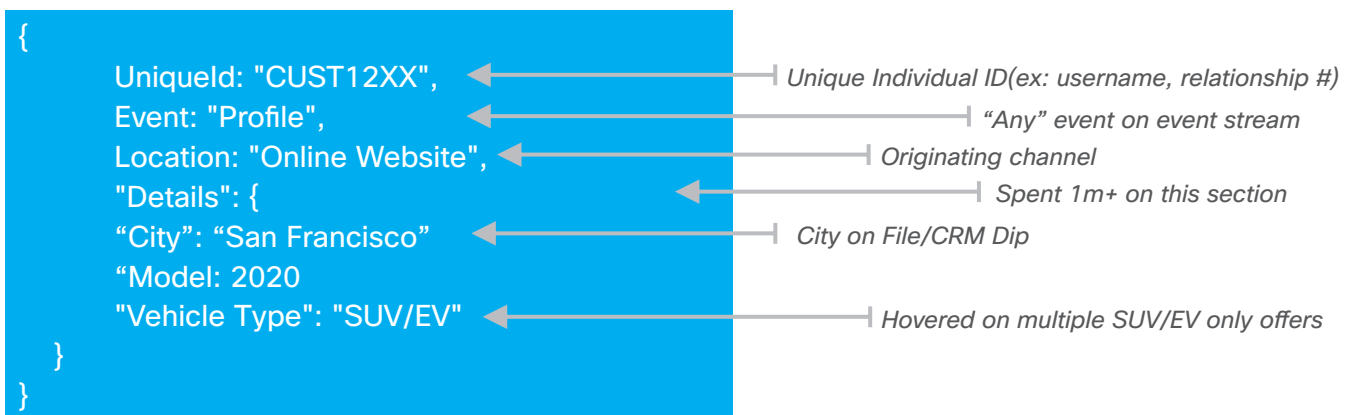 {
UniqueId: "CUST12XX", Unique Individual ID(ex: username, relationship #)
Event: "Profile", “Any” event on event stream
Location: "Online Website", Originating channel
"Details": { Spent 1m+ on this section
“City”: “San Francisco” City on File/CRM Dip
“Model: 2020
"Vehicle Type": "SUV/EV" Hovered on multiple SUV/EV only offers
}
}